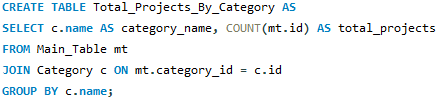 CREATE TABLE Total_Projects_By_Category AS
SELECT c.name AS category_name, COUNT(mt.id) AS total_projects
FROM Main_Table mt
JOIN Category c ON mt.category_id = c.id
GROUP BY c.name;